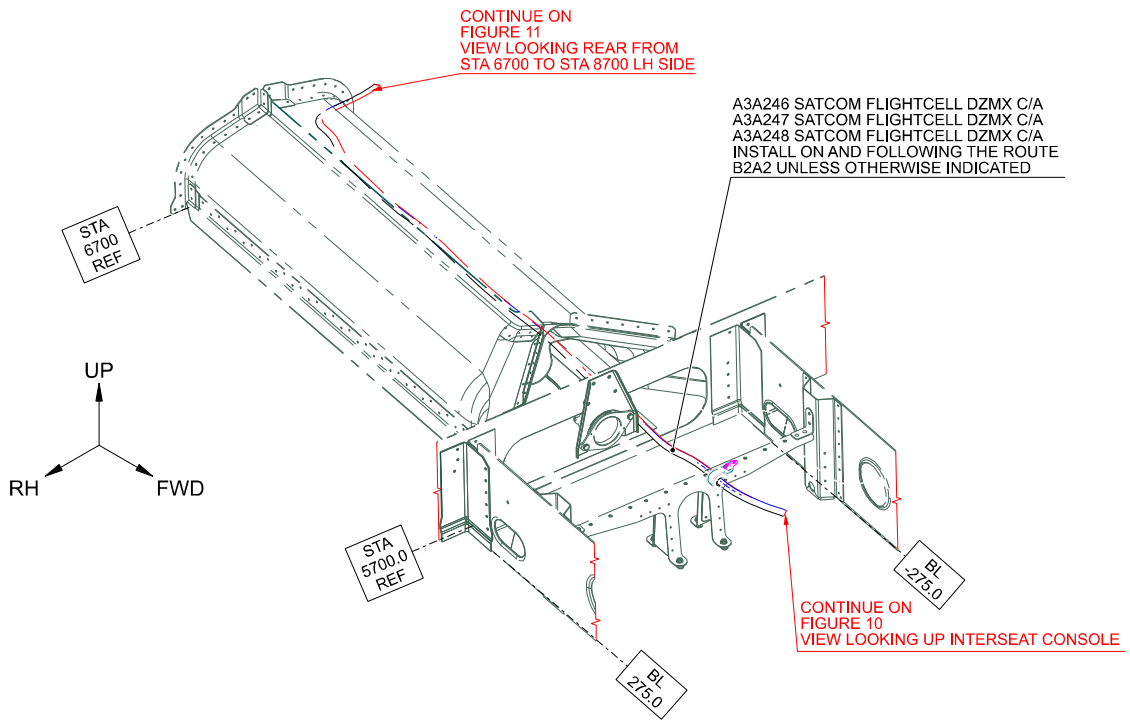 CONTINUE ON
FIGURE 11
VIEW LOOKING REAR FROM
STA 6700 TO STA 8700 LH SIDE
A3A246 SATCOM FLIGHTCELL DZMX C/A
A3A247 SATCOM FLIGHTCELL DZMX C/A
A3A248 SATCOM FLIGHTCELL DZMX C/A
INSTALL ON AND FOLLOWING THE ROUTE
B2A2 UNLESS OTHERWISE INDICATED
STA
6700
REF
UP
RH
FWD
STA
5700.0
REF
BL
-275.0
CONTINUE ON
FIGURE 10
VIEW LOOKING UP INTERSEAT CONSOLE
BL
275.0